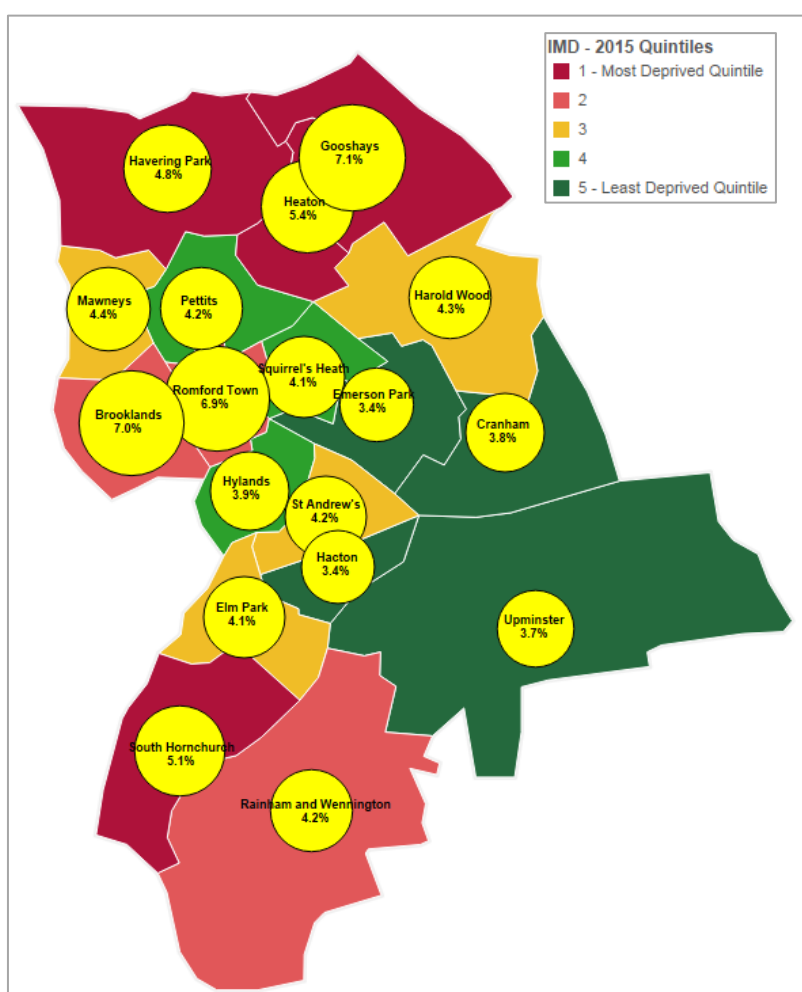 IMD - 2015 Quintiles
1 - Most Deprived Quintile
2
3
4
5 - Least Deprived Quintile
Gooshays
7.1%
Havering Park
4.8%
Heaton
5.4%
Harold Wood
4.3%
Mawneys
4.4%
Pettits
4.2%
Squirrel's Heath
4.1%
Romford Town
6.9%
Emerson Park
3.4%
Brooklands
7.0%
Cranham
3.8%
Hylands
3.9%
St Andrew's
4.2%
Hacton
3.4%
Elm Park
4.1%
Upminster
3.7%
South Hornchurch
5.1%
Rainham and Wennington
4.2%